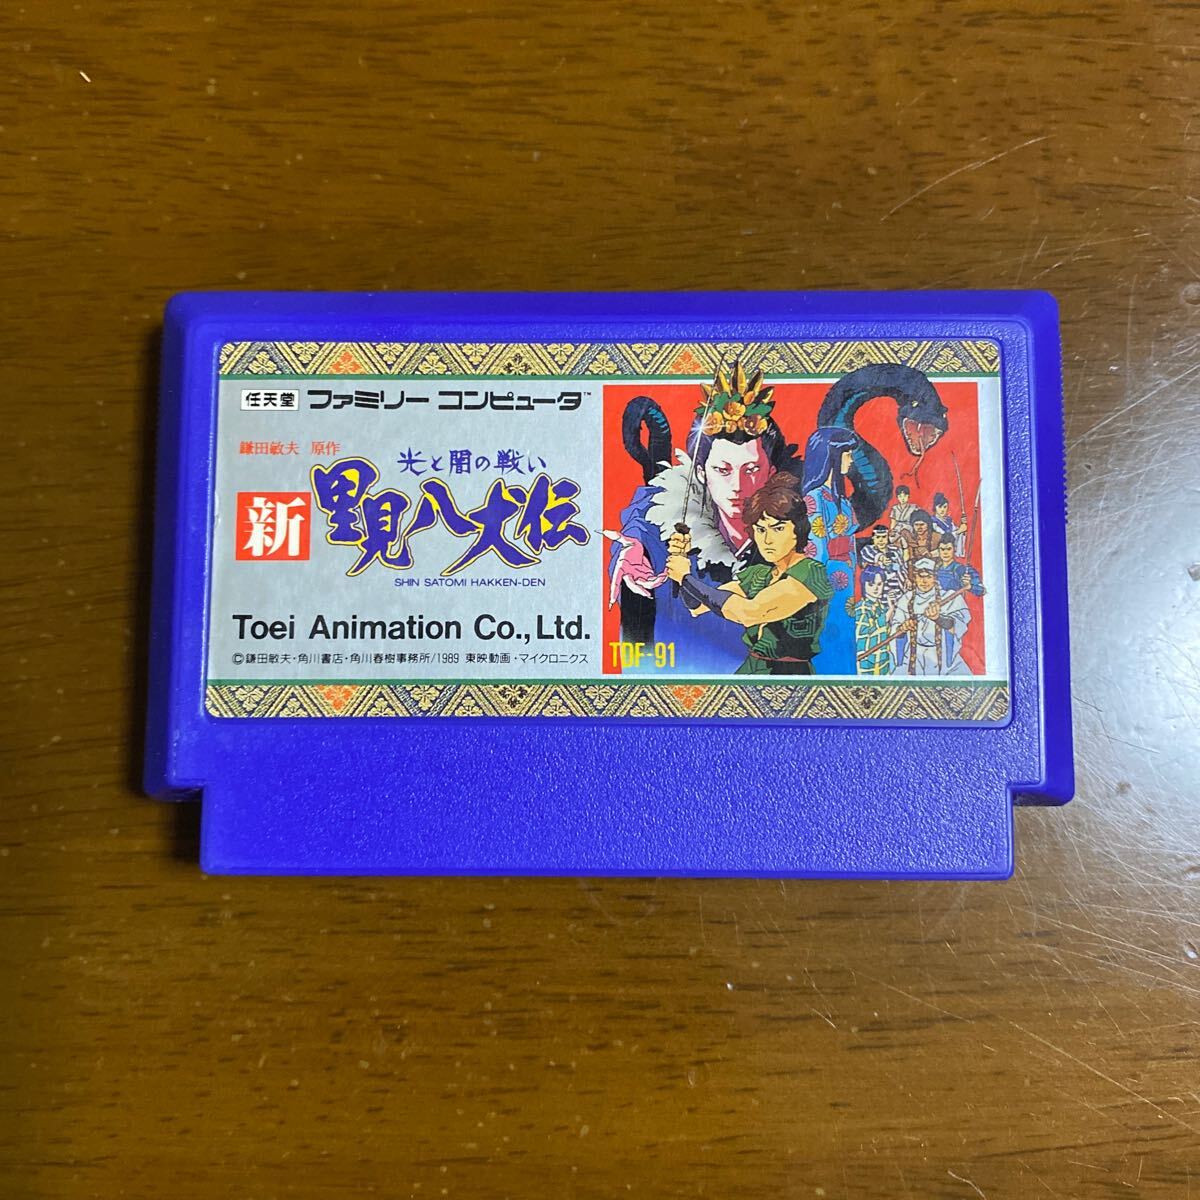 任天堂 ファミリー コンピュータ™
鎌田敏夫 原作
光と闇の戦い
新 里見八犬伝
SHIN SATOMI HAKKEN-DEN
Toei Animation Co., Ltd.
©鎌田敏夫・角川書店・角川春樹事務所/1989 東映動画・マイクロニクス
TDF-91